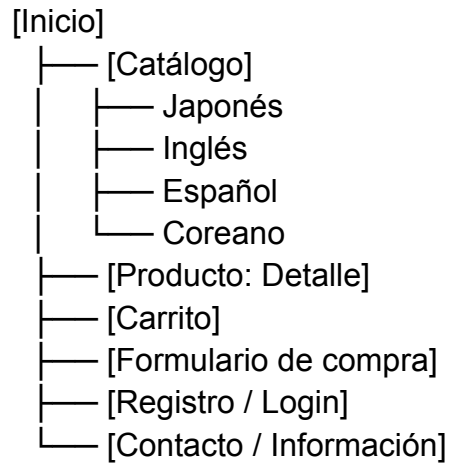 [Inicio]
├── [Catálogo]
│   ├── Japonés
│   ├── Inglés
│   ├── Español
│   └── Coreano
├── [Producto: Detalle]
├── [Carrito]
├── [Formulario de compra]
├── [Registro / Login]
└── [Contacto / Información]